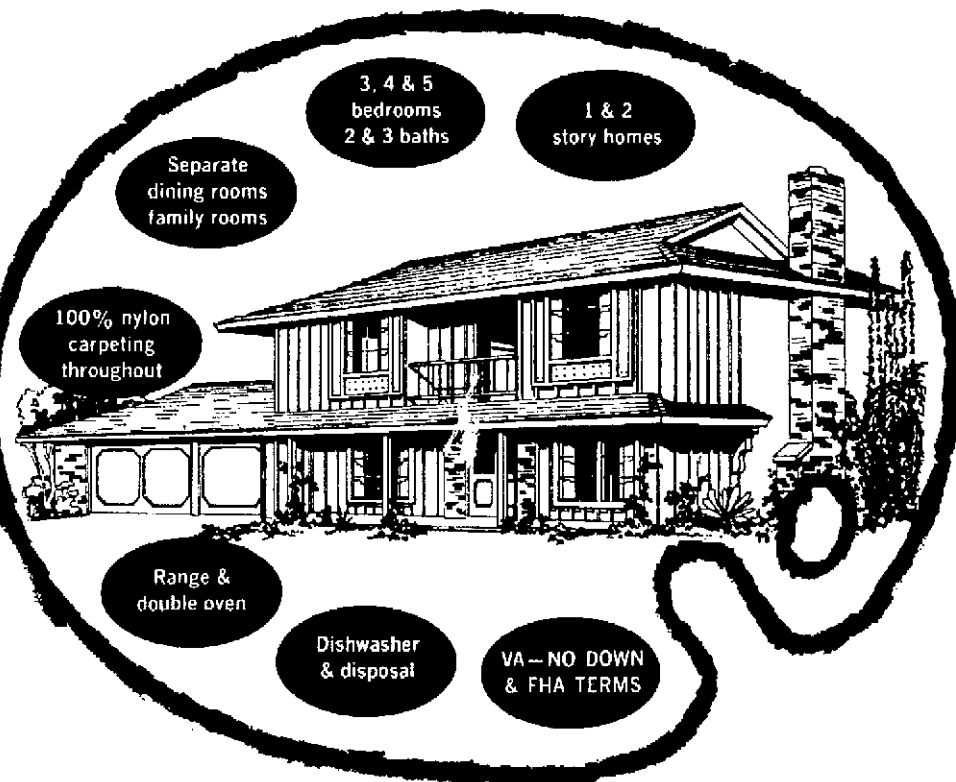 3, 4 & 5
bedrooms
2 & 3 baths
1 & 2
story homes
Separate
dining rooms
family rooms
100% nylon
carpeting
throughout
Range &
double oven
Dishwasher
& disposal
VA—NO DOWN
& FHA TERMS